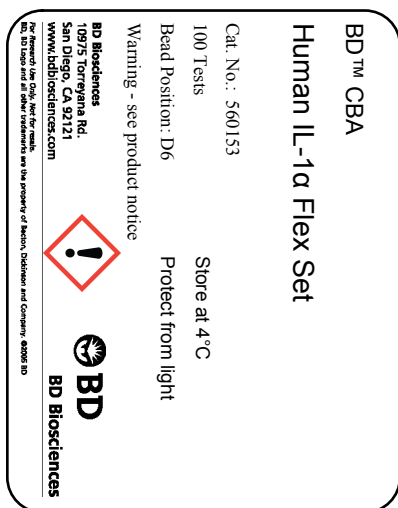 BD™ CBA
Human IL-1α Flex Set
Cat. No.: 560153
100 Tests
Store at 4°C
Bead Position: D6
Protect from light
Warning - see product notice
BD Biosciences
10975 Torreyana Rd.
San Diego, CA 92121
www.bdbiosciences.com
BD
BD Biosciences
For Research Use Only. Not for resale.
BD, BD Logo and all other trademarks are the property of Becton, Dickinson and Company. ©2005 BD